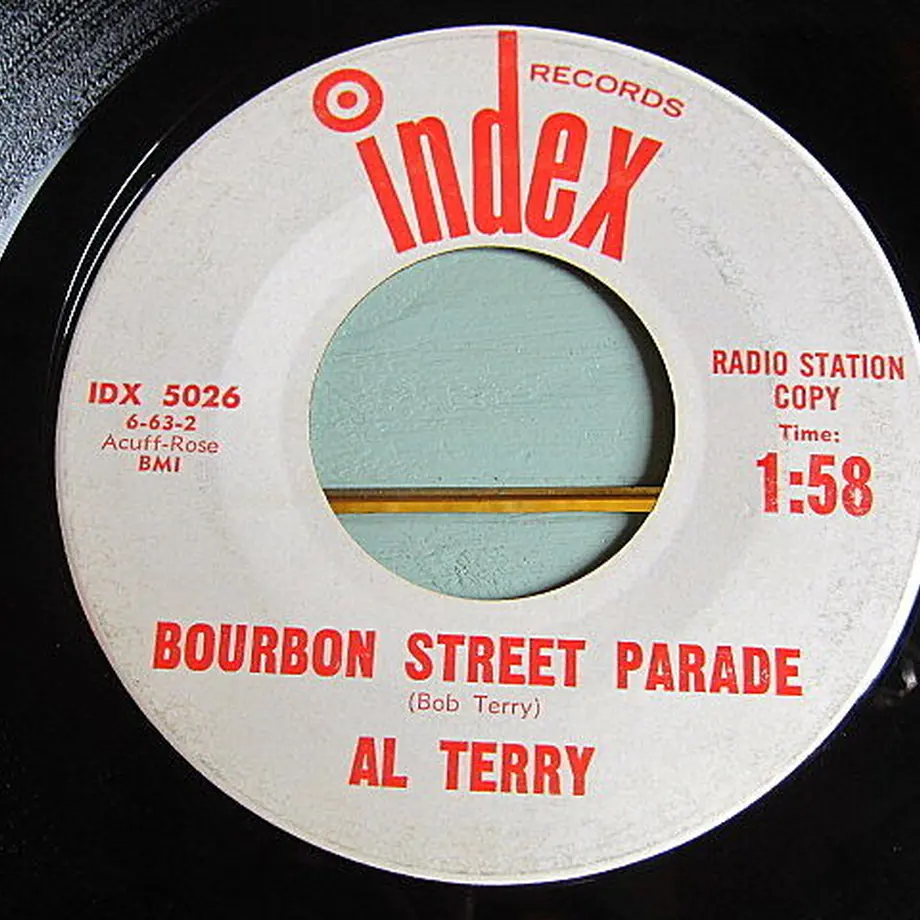 RECORDS
index
IDX 5026
6-63-2
Acuff-Rose
BMI
RADIO STATION
COPY
Time:
1:58
BOURBON STREET PARADE
(Bob Terry)
AL TERRY